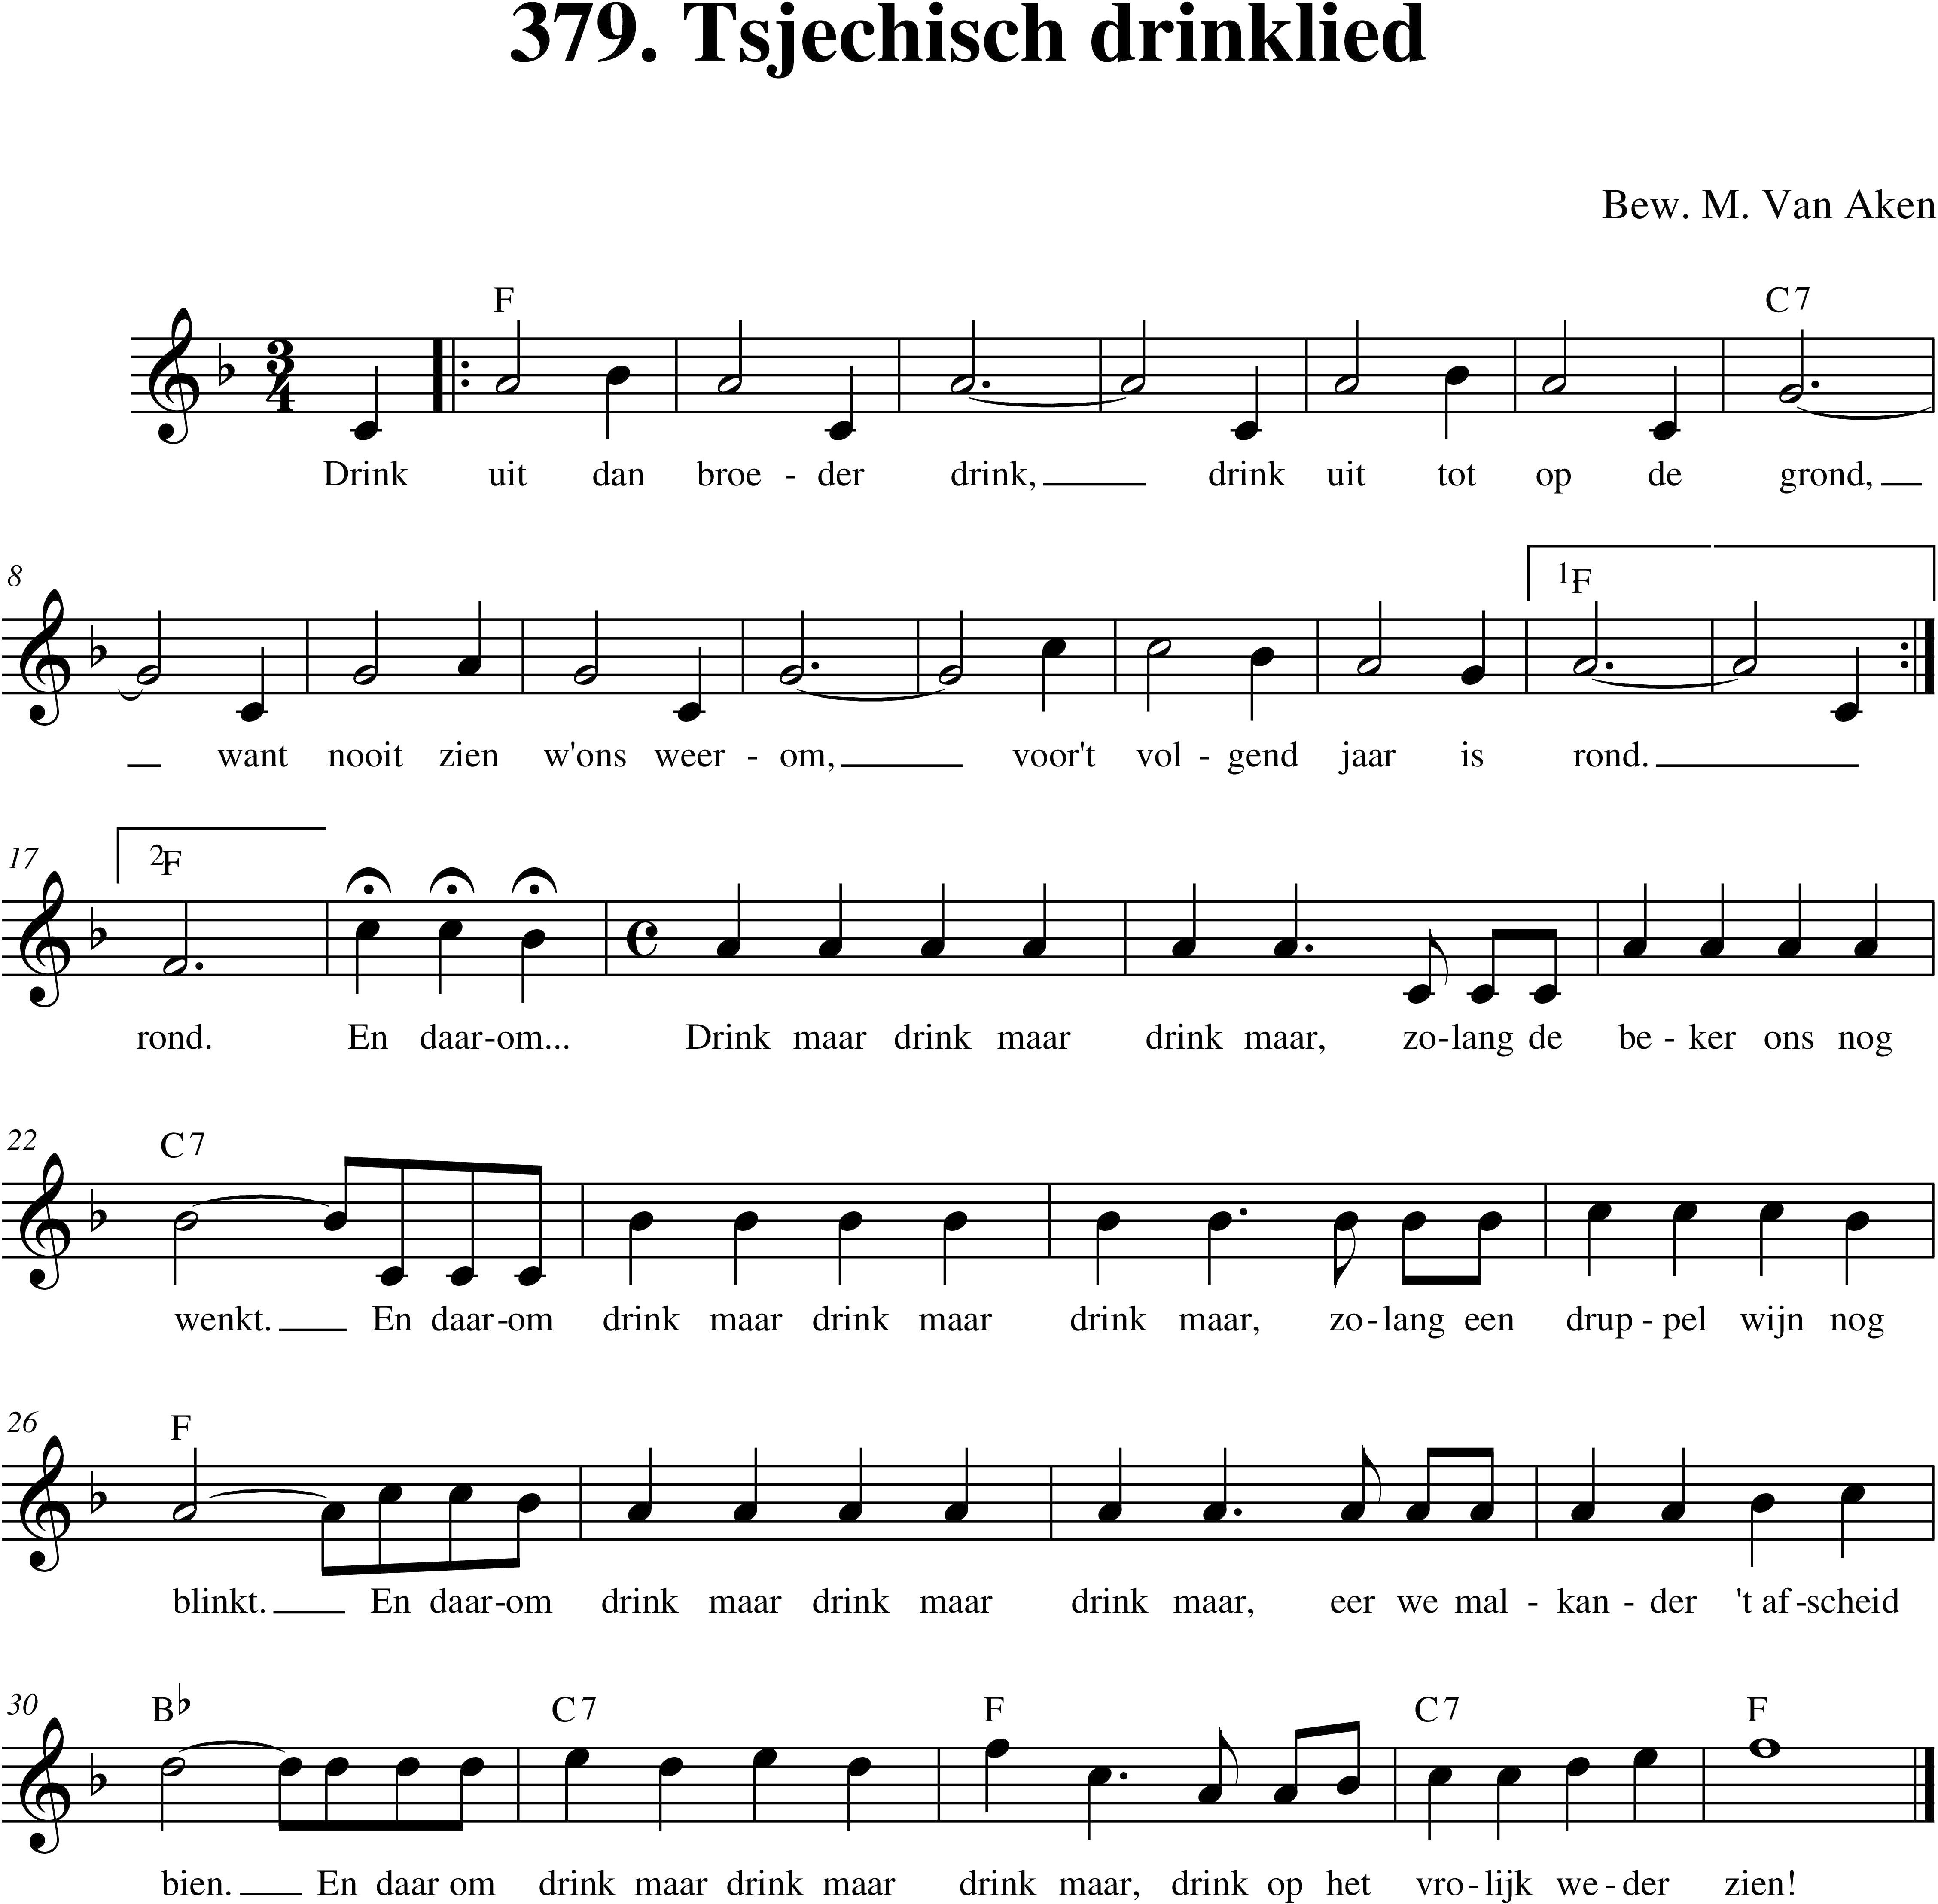 379. Tsjechisch drinklied
Bew. M. Van Aken
F C7
3
4
Drink uit dan broe - der drink, drink uit tot op de grond,
8
1. F
want nooit zien w'ons weer - om, voor't vol - gend jaar is rond.
17
2. F
rond. En daar-om... Drink maar drink maar drink maar, zo-lang de be - ker ons nog
22
C7
wenkt. En daar-om drink maar drink maar drink maar, zo-lang een drup - pel wijn nog
26
F
blinkt. En daar-om drink maar drink maar drink maar, eer we mal - kan - der 't af-scheid
30
B♭ C7 F C7 F
bien. En daar om drink maar drink maar drink maar, drink op het vro-lijk we-der zien!